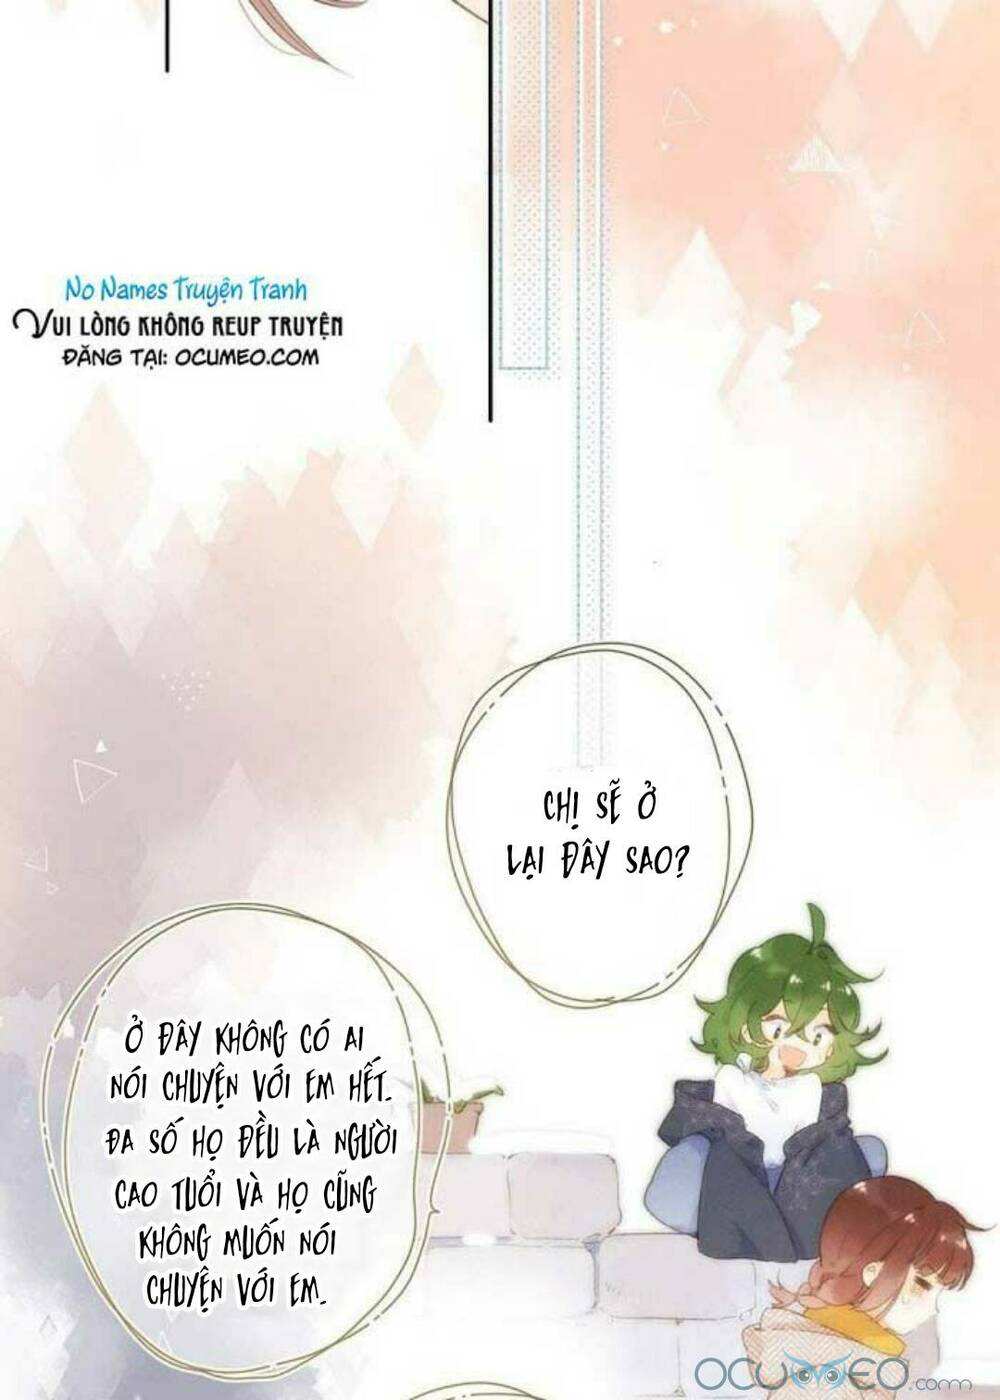 No Names Truyện Tranh
VUI LÒNG KHÔNG REUP TRUYỆN
ĐĂNG TẠI: OCUMEO.COM
CHỊ SẼ Ở
LẠI ĐÂY SAO?
Ở ĐÂY KHÔNG CÓ AI
NÓI CHUYỆN VỚI EM HẾT.
ĐA SỐ HỌ ĐỀU LÀ NGƯỜI
CAO TUỔI VÀ HỌ CŨNG
KHÔNG MUỐN NÓI
CHUYỆN VỚI EM.
OCUMEO.comm